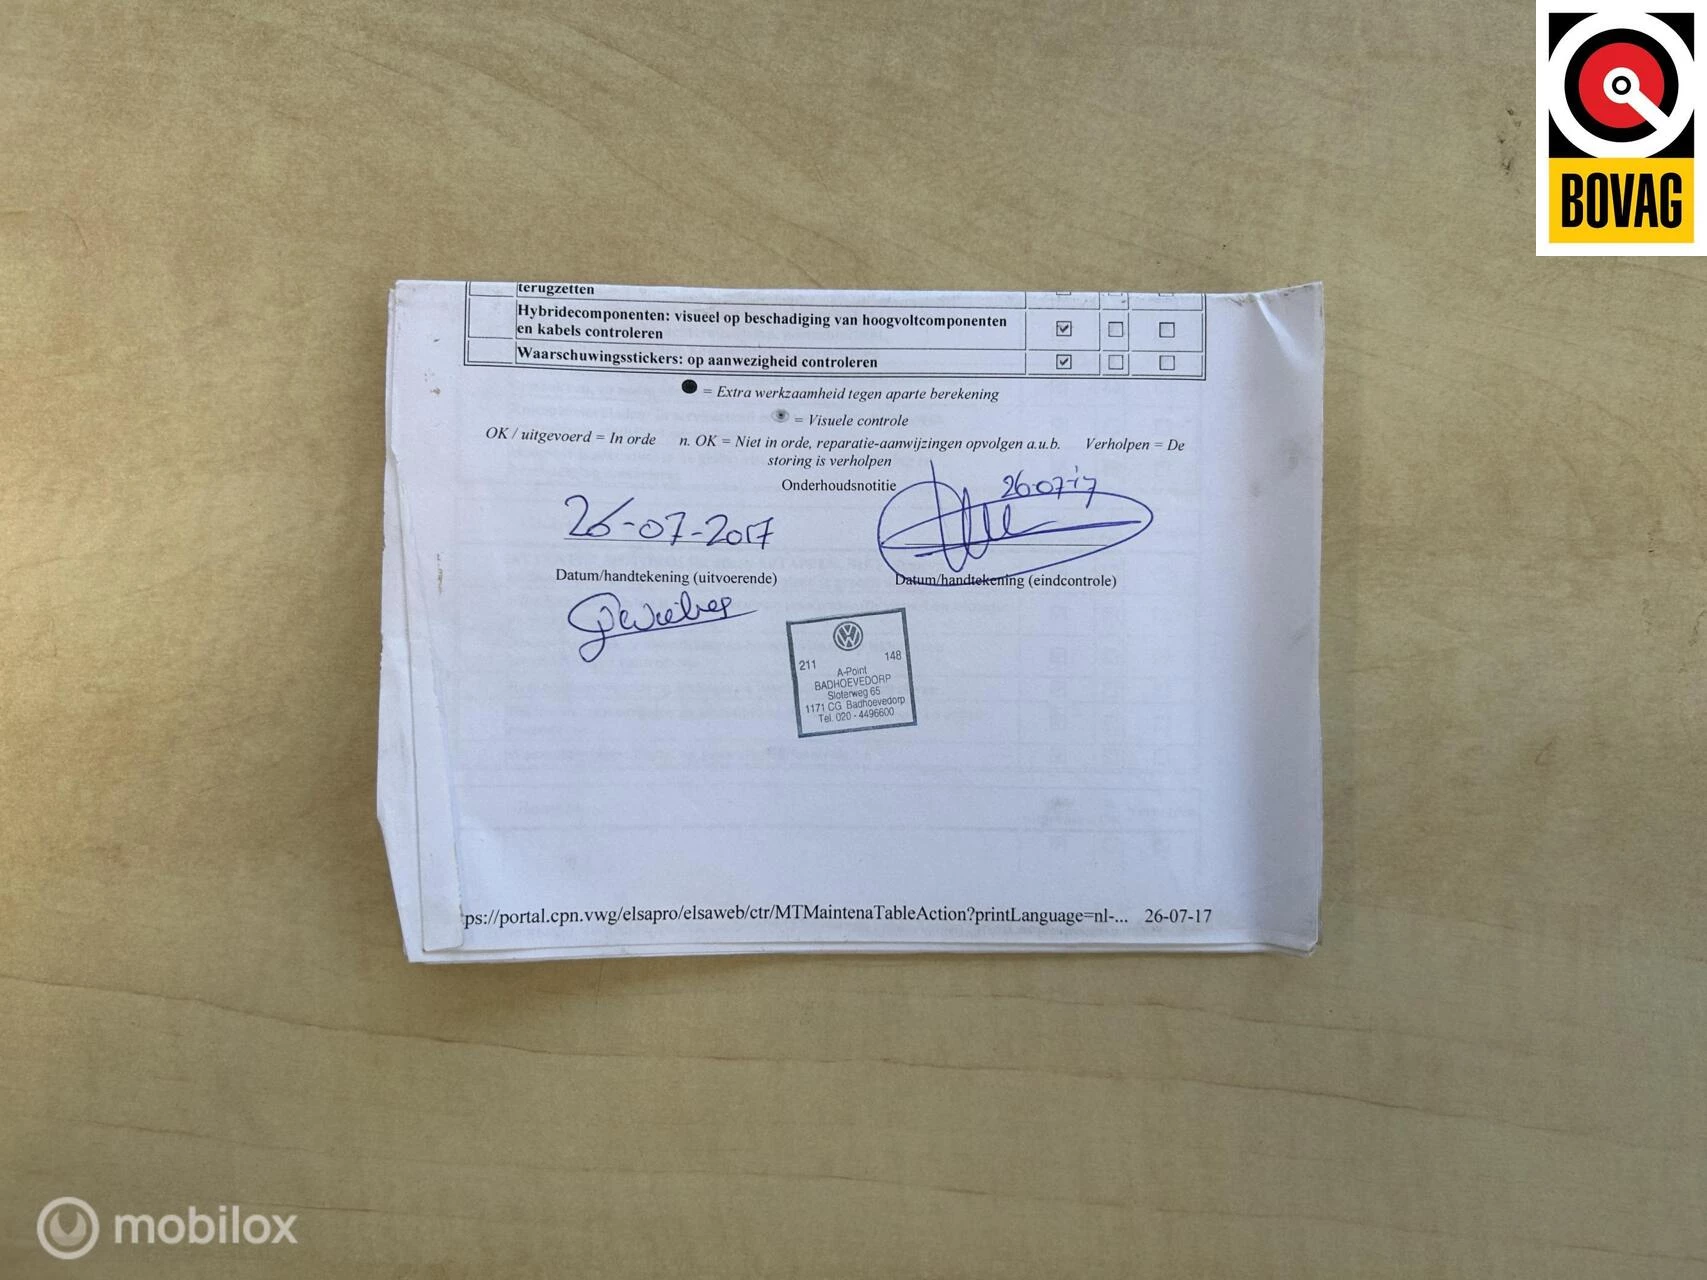 BOVAG
terugzetten
Hybridecomponenten: visueel op beschadiging van hoogvoltcomponenten
en kabels controleren
Waarschuwingsstickers: op aanwezigheid controleren
= Extra werkzaamheid tegen aparte berekening
= Visuele controle
OK / uitgevoerd = In orde n. OK = Niet in orde, reparatie-aanwijzingen opvolgen a.u.b. Verholpen = De
storing is verholpen
Onderhoudsnotitie
26-07-17
26-07-2017
Datum/handtekening (uitvoerende) Datum/handtekening (eindcontrole)
211 148
A-Point
BADHOEVEDORP
Sloterweg 65
1171 CG Badhoevedorp
Tel. 020 - 4496600
ps://portal.cpn.vwg/elsapro/elsaweb/ctr/MTMaintenaTableAction?printLanguage=nl-... 26-07-17
mobilox